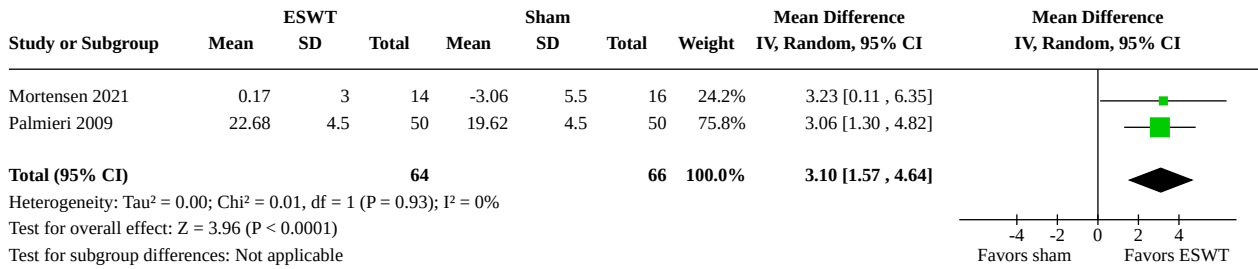 ESWT Sham Mean Difference Mean Difference
Study or Subgroup Mean SD Total Mean SD Total Weight IV, Random, 95% CI IV, Random, 95% CI
Mortensen 2021 0.17 3 14 -3.06 5.5 16 24.2% 3.23 [0.11 , 6.35]
Palmieri 2009 22.68 4.5 50 19.62 4.5 50 75.8% 3.06 [1.30 , 4.82]
Total (95% CI) 64 66 100.0% 3.10 [1.57 , 4.64]
Heterogeneity: Tau² = 0.00; Chi² = 0.01, df = 1 (P = 0.93); I² = 0%
Test for overall effect: Z = 3.96 (P < 0.0001)
-4 -2 0 2 4
Test for subgroup differences: Not applicable Favors sham Favors ESWT